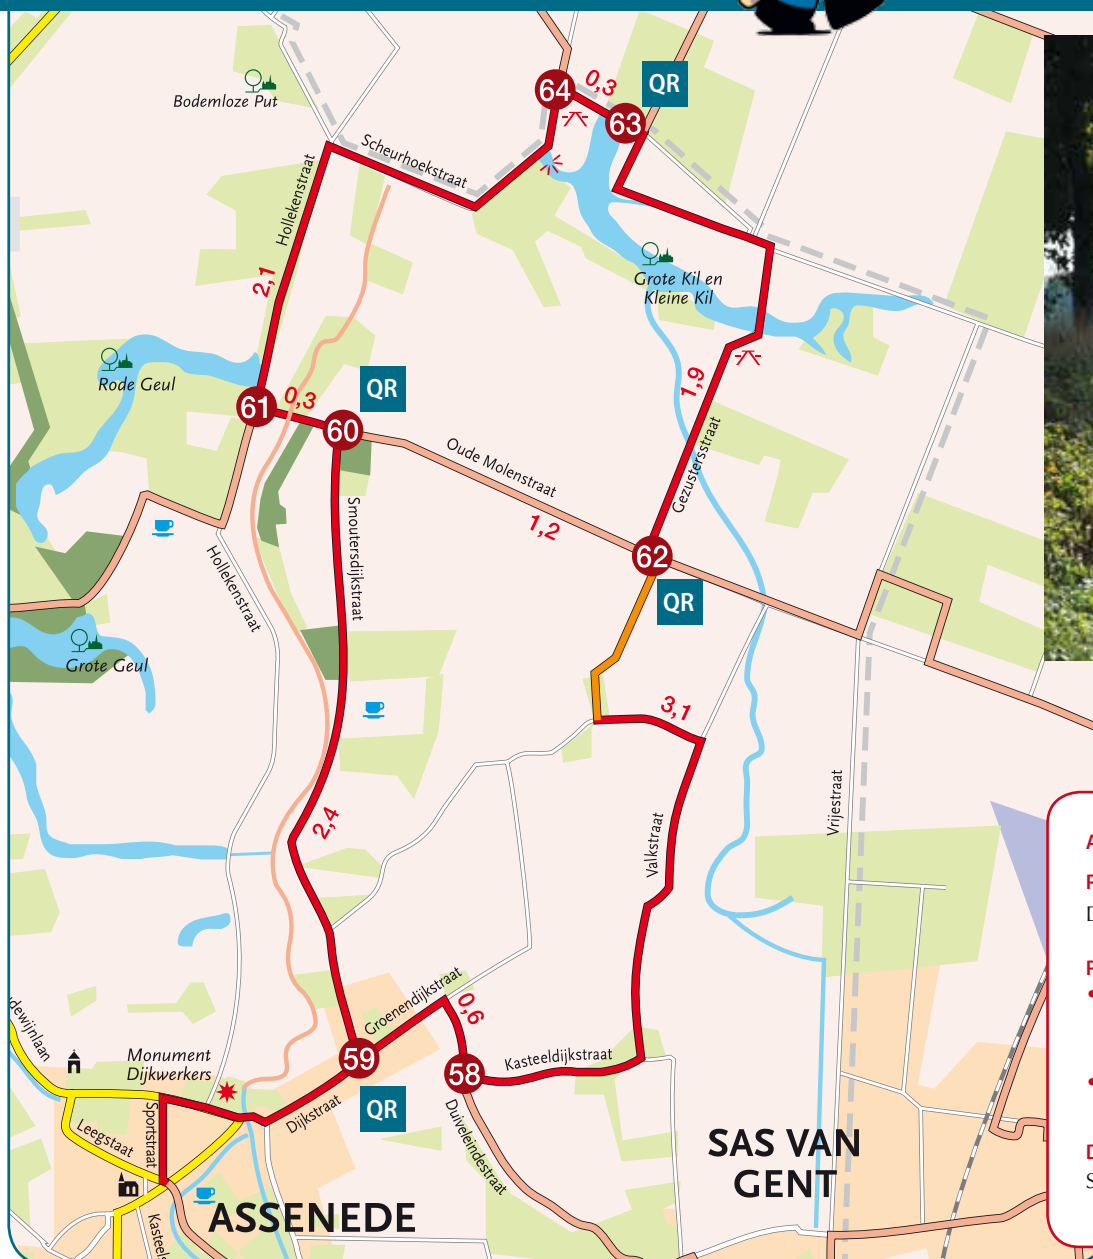 64
0,3
QR
63
Bodemloze Put
Scheurhoekstraat
Hollekenstraat
2,1
Grote Kil en
Kleine Kil
Rode Geul
61
0,3
QR
60
1,9
Oude Molenstraat
Gezustersstraat
1,2
Smoutersdijkstraat
62
QR
Hollekenstraat
Grote Geul
3,1
2,4
Vrijestraat
Valkstraat
Groenendijkstraat
0,6
dewijnlaan
Monument
Dijkwerkers
59
58
Kasteeldijkstraat
QR
Dijkstraat
Sportstraat
Leegstaat
Duiveleindestraat
SAS VAN
GENT
ASSENEDE
Kasteels